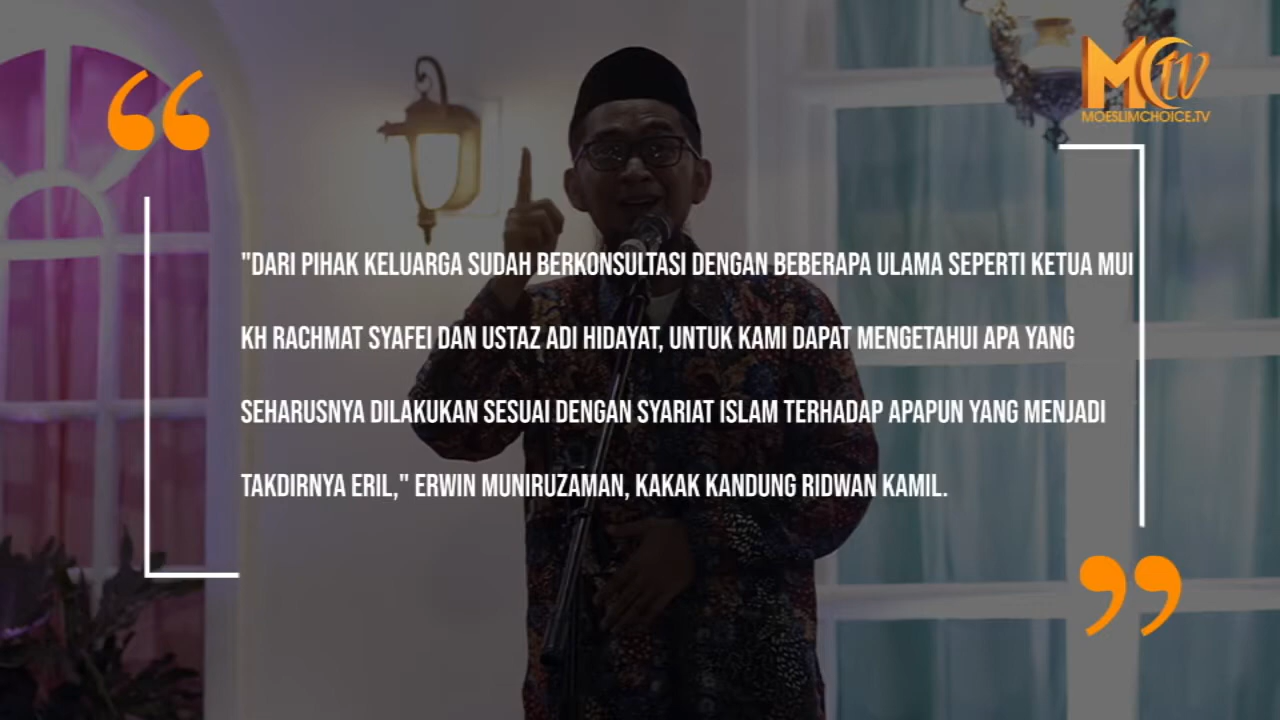 MCtv
MOESLIMCHOICE.TV
"DARI PIHAK KELUARGA SUDAH BERKONSULTASI DENGAN BEBERAPA ULAMA SEPERTI KETUA MUI
KH RACHMAT SYAFEI DAN USTAZ ADI HIDAYAT, UNTUK KAMI DAPAT MENGETAHUI APA YANG
SEHARUSNYA DILAKUKAN SESUAI DENGAN SYARIAT ISLAM TERHADAP APAPUN YANG MENJADI
TAKDIRNYA ERIL," ERWIN MUNIRUZAMAN, KAKAK KANDUNG RIDWAN KAMIL.